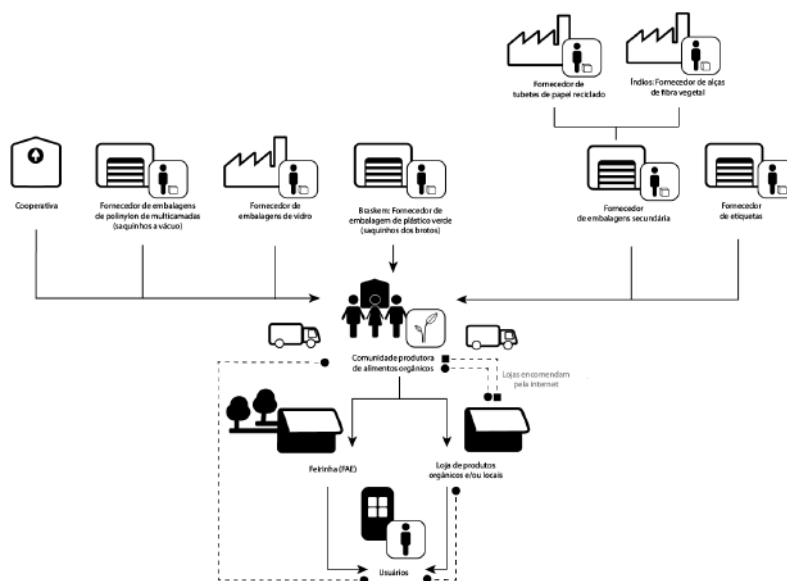 Fornecedor de
tubetes de papel reciclado
Índios: Fornecedor de alças
de fibra vegetal
Cooperativa
Fornecedor de embalagens
de polinylon de multicamadas
(saquinhos a vácuo)
Fornecedor de
embalagens de vidro
Braskem: Fornecedor de
embalagem de plástico verde
(saquinhos dos brotos)
Fornecedor
de embalagens secundária
Fornecedor
de etiquetas
Comunidade produtora
de alimentos orgânicos
Lojas encomendam
pela internet
Feirinha (FAE)
Loja de produtos
orgânicos e/ou locais
Usuários